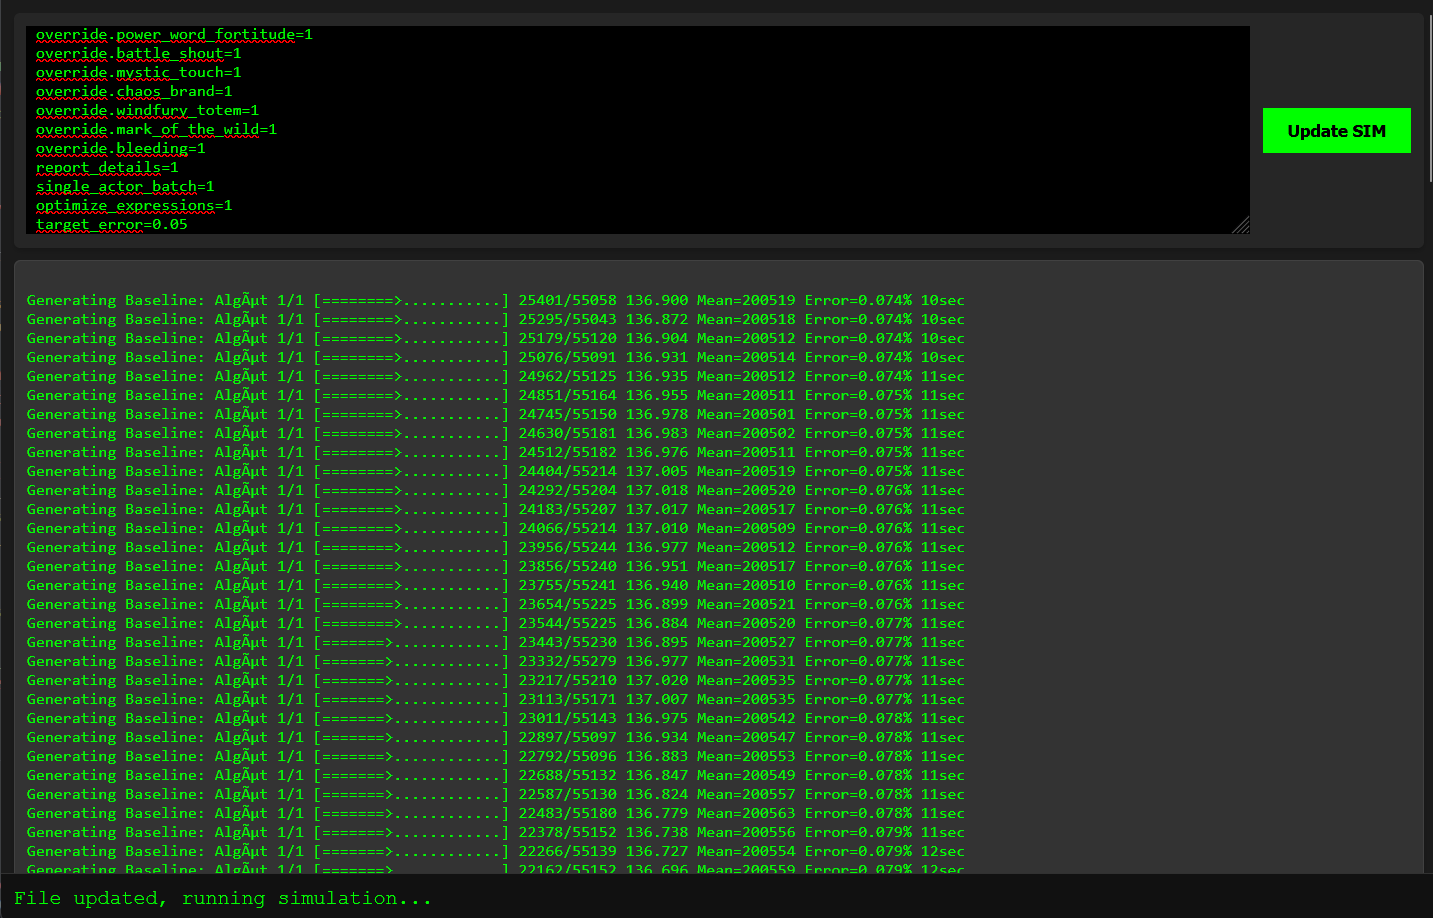 override.power_word_fortitude=1
override.battle_shout=1
override.mystic_touch=1
override.chaos_brand=1
override.windfury_totem=1
override.mark_of_the_wild=1
override.bleeding=1
report_details=1
single_actor_batch=1
optimize_expressions=1
target_error=0.05
Update SIM
Generating Baseline: AlgÃµt 1/1 [========>...........] 25401/55058 136.900 Mean=200519 Error=0.074% 10sec
Generating Baseline: AlgÃµt 1/1 [========>...........] 25295/55043 136.872 Mean=200518 Error=0.074% 10sec
Generating Baseline: AlgÃµt 1/1 [========>...........] 25179/55120 136.904 Mean=200512 Error=0.074% 10sec
Generating Baseline: AlgÃµt 1/1 [========>...........] 25076/55091 136.931 Mean=200514 Error=0.074% 10sec
Generating Baseline: AlgÃµt 1/1 [========>...........] 24962/55125 136.935 Mean=200512 Error=0.074% 11sec
Generating Baseline: AlgÃµt 1/1 [========>...........] 24851/55164 136.955 Mean=200511 Error=0.075% 11sec
Generating Baseline: AlgÃµt 1/1 [========>...........] 24745/55150 136.978 Mean=200501 Error=0.075% 11sec
Generating Baseline: AlgÃµt 1/1 [========>...........] 24630/55181 136.983 Mean=200502 Error=0.075% 11sec
Generating Baseline: AlgÃµt 1/1 [========>...........] 24512/55182 136.976 Mean=200511 Error=0.075% 11sec
Generating Baseline: AlgÃµt 1/1 [========>...........] 24404/55214 137.005 Mean=200519 Error=0.075% 11sec
Generating Baseline: AlgÃµt 1/1 [========>...........] 24292/55204 137.018 Mean=200520 Error=0.076% 11sec
Generating Baseline: AlgÃµt 1/1 [========>...........] 24183/55207 137.017 Mean=200517 Error=0.076% 11sec
Generating Baseline: AlgÃµt 1/1 [========>...........] 24066/55214 137.010 Mean=200509 Error=0.076% 11sec
Generating Baseline: AlgÃµt 1/1 [========>...........] 23956/55244 136.977 Mean=200512 Error=0.076% 11sec
Generating Baseline: AlgÃµt 1/1 [========>...........] 23856/55240 136.951 Mean=200517 Error=0.076% 11sec
Generating Baseline: AlgÃµt 1/1 [========>...........] 23755/55241 136.940 Mean=200510 Error=0.076% 11sec
Generating Baseline: AlgÃµt 1/1 [========>...........] 23654/55225 136.899 Mean=200521 Error=0.076% 11sec
Generating Baseline: AlgÃµt 1/1 [========>...........] 23544/55225 136.884 Mean=200520 Error=0.077% 11sec
Generating Baseline: AlgÃµt 1/1 [=======>............] 23443/55230 136.895 Mean=200527 Error=0.077% 11sec
Generating Baseline: AlgÃµt 1/1 [=======>............] 23332/55279 136.977 Mean=200531 Error=0.077% 11sec
Generating Baseline: AlgÃµt 1/1 [=======>............] 23217/55210 137.020 Mean=200535 Error=0.077% 11sec
Generating Baseline: AlgÃµt 1/1 [=======>............] 23113/55171 137.007 Mean=200535 Error=0.077% 11sec
Generating Baseline: AlgÃµt 1/1 [=======>............] 23011/55143 136.975 Mean=200542 Error=0.078% 11sec
Generating Baseline: AlgÃµt 1/1 [=======>............] 22897/55097 136.934 Mean=200547 Error=0.078% 11sec
Generating Baseline: AlgÃµt 1/1 [=======>............] 22792/55096 136.883 Mean=200553 Error=0.078% 11sec
Generating Baseline: AlgÃµt 1/1 [=======>............] 22688/55132 136.847 Mean=200549 Error=0.078% 11sec
Generating Baseline: AlgÃµt 1/1 [=======>............] 22587/55130 136.824 Mean=200557 Error=0.078% 11sec
Generating Baseline: AlgÃµt 1/1 [=======>............] 22483/55180 136.779 Mean=200563 Error=0.078% 11sec
Generating Baseline: AlgÃµt 1/1 [=======>............] 22378/55152 136.738 Mean=200556 Error=0.079% 11sec
Generating Baseline: AlgÃµt 1/1 [=======>............] 22266/55139 136.727 Mean=200554 Error=0.079% 12sec
Generating Baseline: AlgÃµt 1/1 [=======>............] 22162/55152 136.696 Mean=200559 Error=0.079% 12sec
File updated, running simulation...